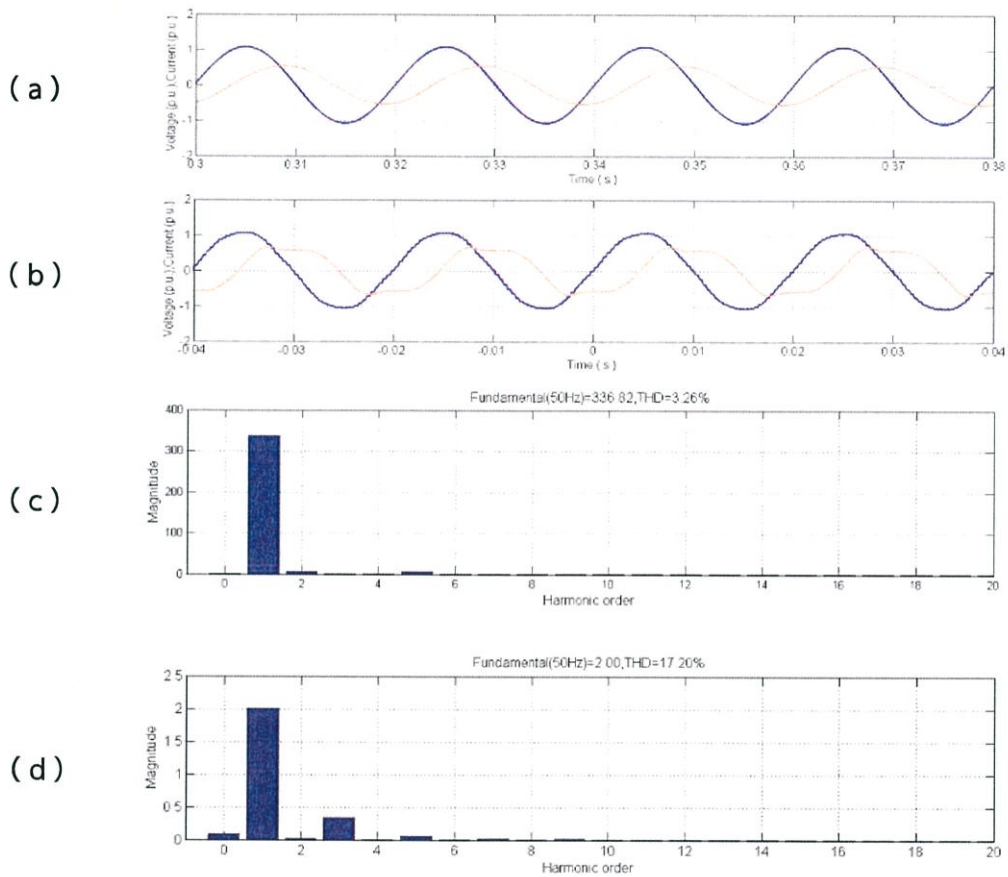 (a)
Voltage (p.u.),Current (p.u.)
2
1
0
-1
-2
0.3 0.31 0.32 0.33 0.34 0.35 0.36 0.37 0.38
Time ( s )
(b)
Voltage (p.u.),Current (p.u.)
2
1
0
-1
-2
-0.04 -0.03 -0.02 -0.01 0 0.01 0.02 0.03 0.04
Time ( s )
(c)
Fundamental(50Hz)=336.82,THD=3.26%
Magnitude
400
300
200
100
0
0 2 4 6 8 10 12 14 16 18 20
Harmonic order
(d)
Fundamental(50Hz)=2.00,THD=17.20%
Magnitude
2.5
2
1.5
1
0.5
0
0 2 4 6 8 10 12 14 16 18 20
Harmonic order